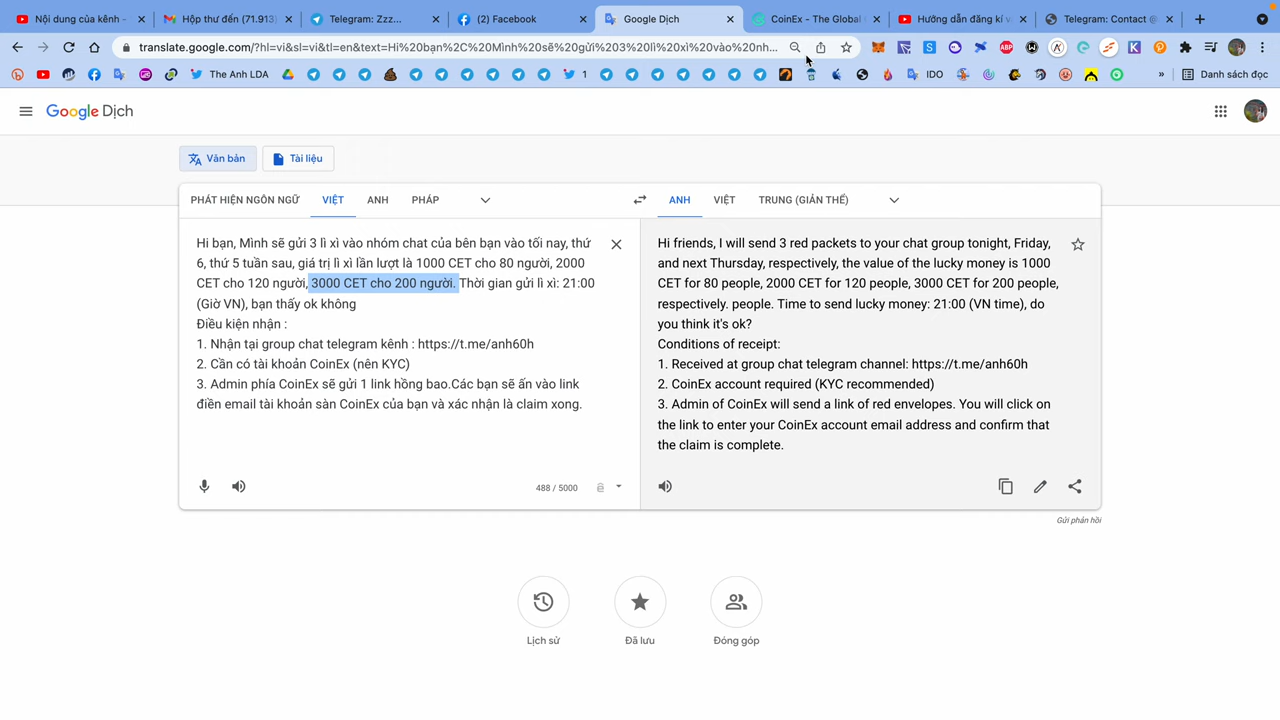 Nội dung của kênh –
Hộp thư đến (71.913)
Telegram: Zzz...
(2) Facebook
Google Dịch
CoinEx - The Global
Hướng dẫn đăng kí v
Telegram: Contact @
translate.google.com/?hl=vi&sl=vi&tl=en&text=Hi%20bạn%2C%20Mình%20sẽ%20gửi%203%20lì%20xì%20vào%20nh...
The Anh LDA
1
IDO
»
Danh sách đọc
Google Dịch
Văn bản
Tài liệu
PHÁT HIỆN NGÔN NGỮ
VIỆT
ANH
PHÁP
ANH
VIỆT
TRUNG (GIẢN THỂ)
Hi bạn, Mình sẽ gửi 3 lì xì vào nhóm chat của bên bạn vào tối nay, thứ
6, thứ 5 tuần sau, giá trị lì xì lần lượt là 1000 CET cho 80 người, 2000
CET cho 120 người, 3000 CET cho 200 người. Thời gian gửi lì xì: 21:00
(Giờ VN), bạn thấy ok không
Điều kiện nhận :
1. Nhận tại group chat telegram kênh : https://t.me/anh60h
2. Cần có tài khoản CoinEx (nên KYC)
3. Admin phía CoinEx sẽ gửi 1 link hồng bao.Các bạn sẽ ấn vào link
điền email tài khoản sàn CoinEx của bạn và xác nhận là claim xong.
488 / 5000
Hi friends, I will send 3 red packets to your chat group tonight, Friday,
and next Thursday, respectively, the value of the lucky money is 1000
CET for 80 people, 2000 CET for 120 people, 3000 CET for 200 people,
respectively. people. Time to send lucky money: 21:00 (VN time), do
you think it's ok?
Conditions of receipt:
1. Received at group chat telegram channel: https://t.me/anh60h
2. CoinEx account required (KYC recommended)
3. Admin of CoinEx will send a link of red envelopes. You will click on
the link to enter your CoinEx account email address and confirm that
the claim is complete.
Gửi phản hồi
Lịch sử
Đã lưu
Đóng góp